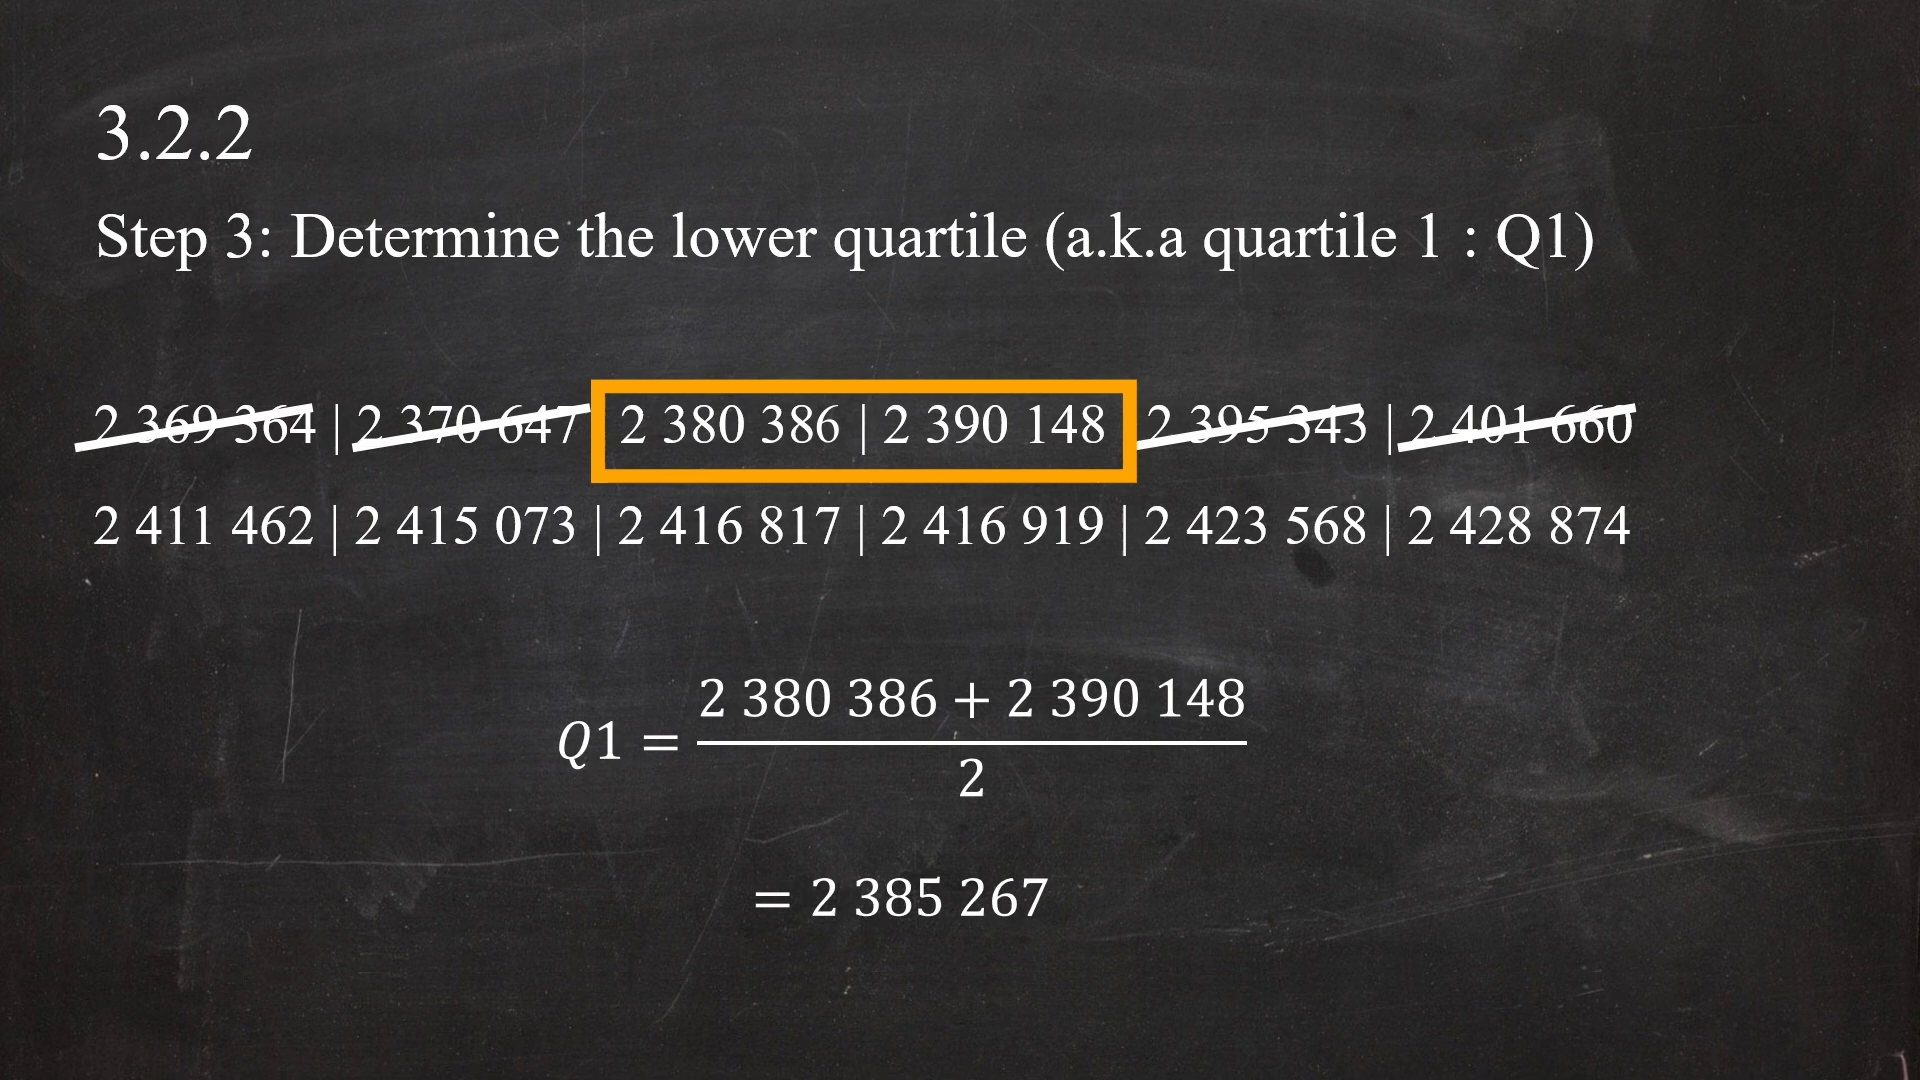 3.2.2
Step 3: Determine the lower quartile (a.k.a quartile 1 : Q1)
2 369 364 | 2 370 647 2 380 386 | 2 390 148 2 395 343 | 2 401 660
2 411 462 | 2 415 073 | 2 416 817 | 2 416 919 | 2 423 568 | 2 428 874
2 380 386 + 2 390 148
Q1 =
2
= 2 385 267